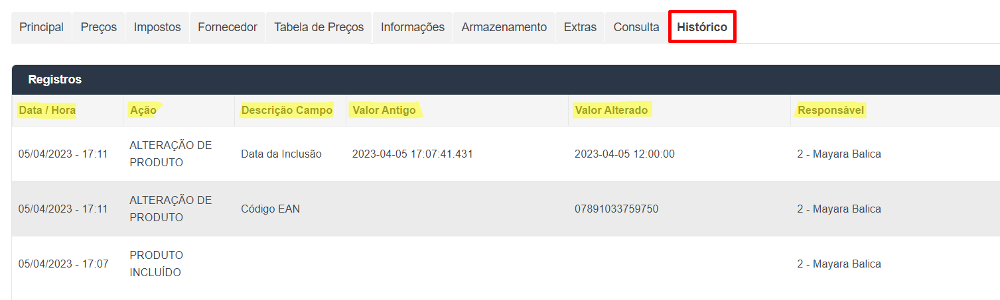 Principal Preços Impostos Fornecedor Tabela de Preços Informações Armazenamento Extras Consulta Histórico
Registros
Data / Hora Ação Descrição Campo Valor Antigo Valor Alterado Responsável
05/04/2023 - 17:11 ALTERAÇÃO DE PRODUTO Data da Inclusão 2023-04-05 17:07:41.431 2023-04-05 12:00:00 2 - Mayara Balica
05/04/2023 - 17:11 ALTERAÇÃO DE PRODUTO Código EAN 07891033759750 2 - Mayara Balica
05/04/2023 - 17:07 PRODUTO INCLUÍDO 2 - Mayara Balica